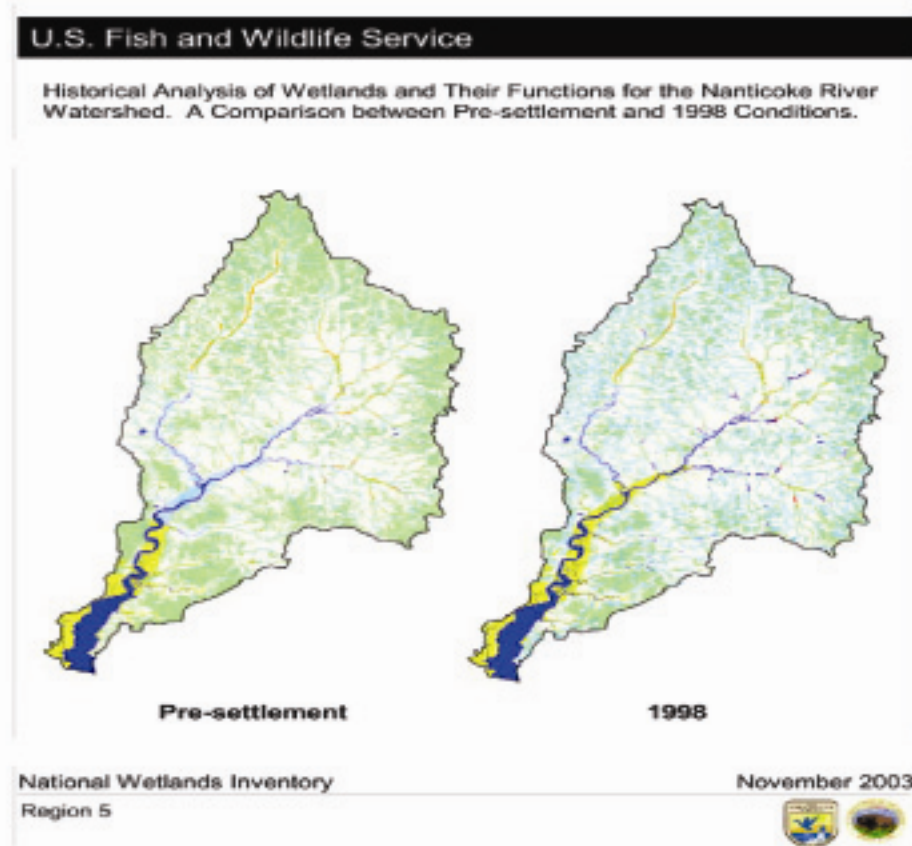 U.S. Fish and Wildlife Service
Historical Analysis of Wetlands and Their Functions for the Nanticoke River
Watershed.  A Comparison between Pre-settlement and 1998 Conditions.
Pre-settlement
1998
National Wetlands Inventory
November 2003
Region 5